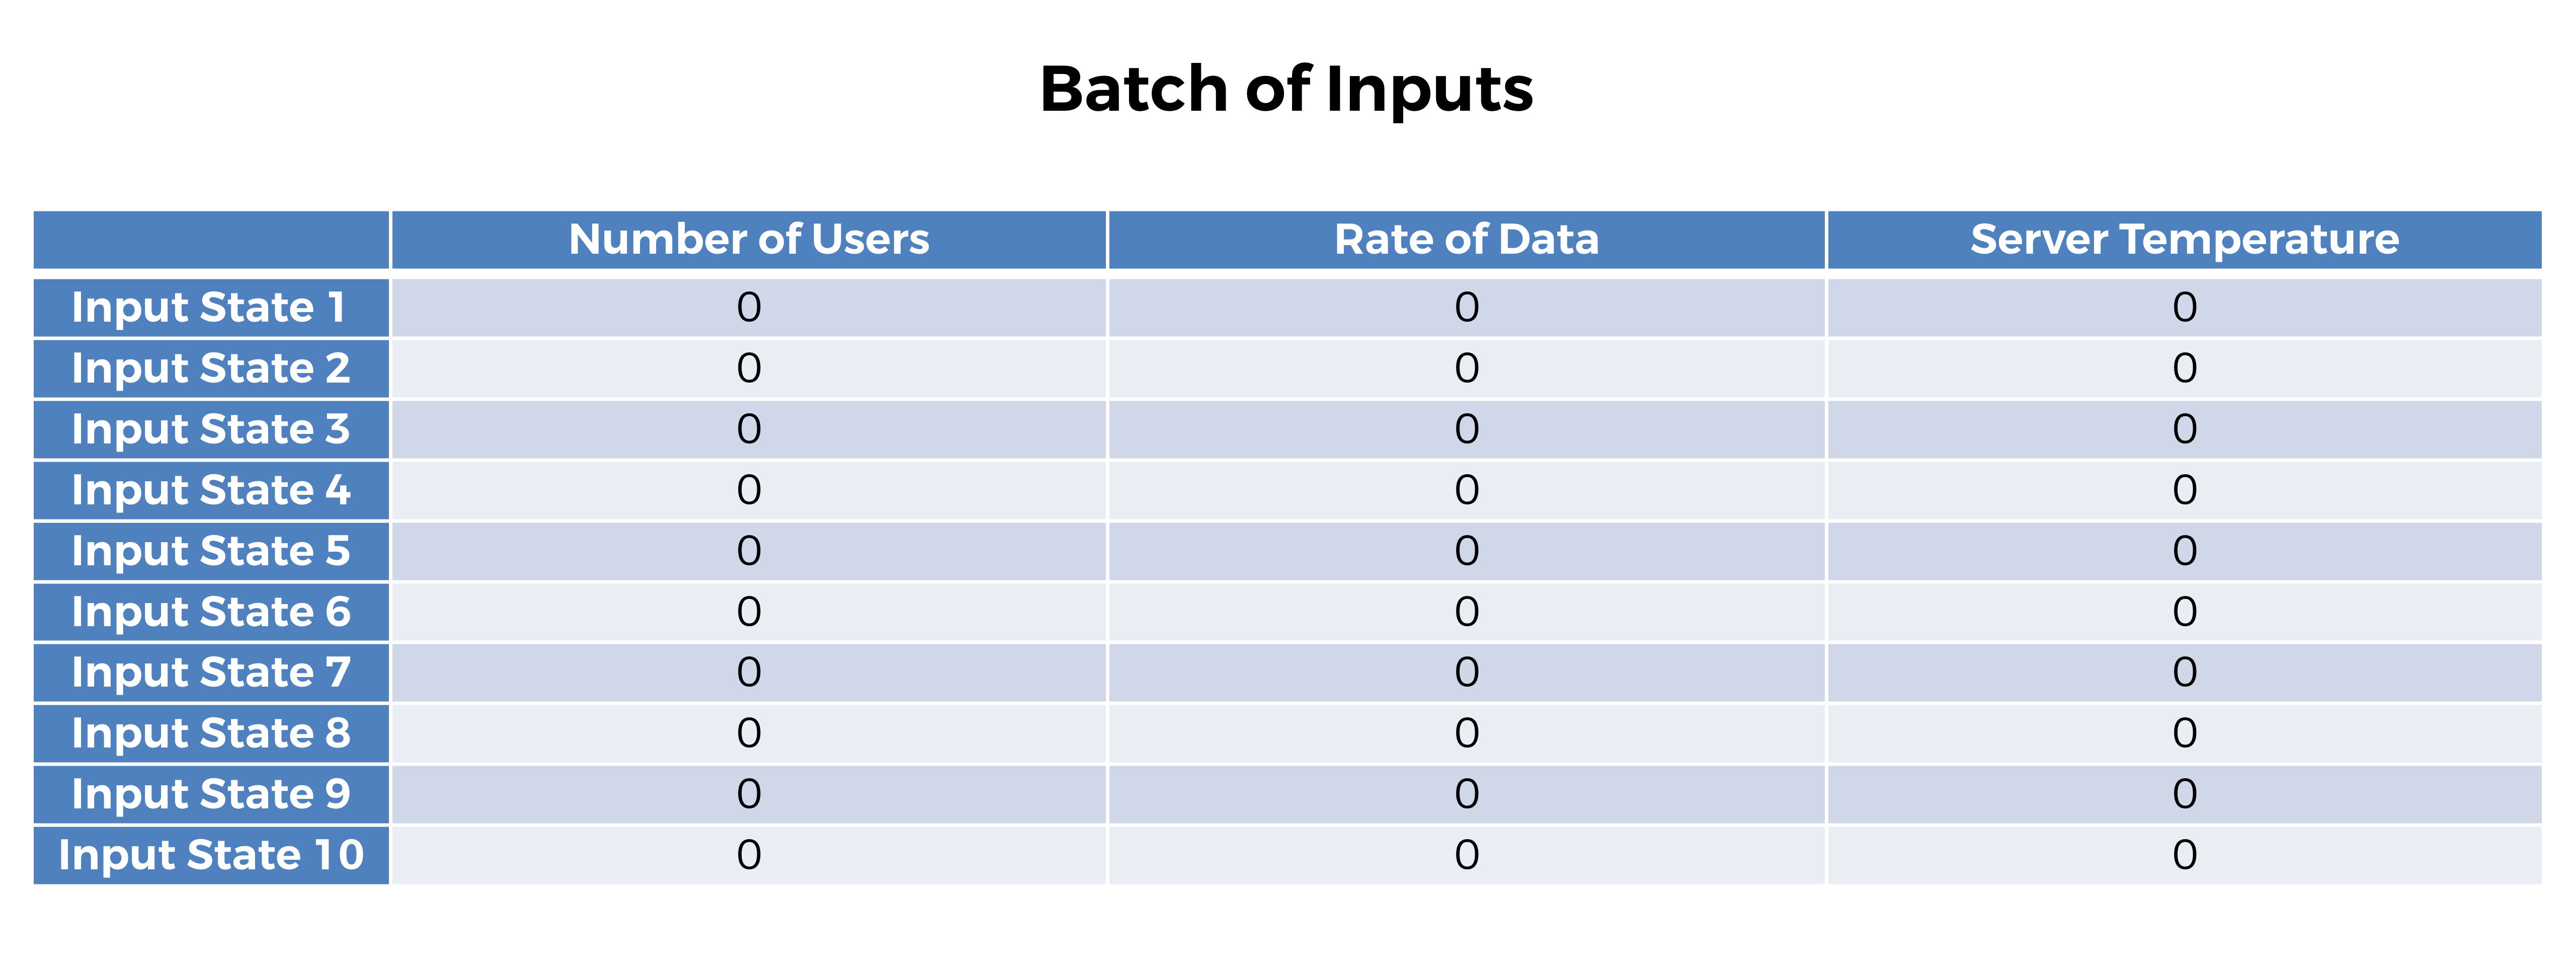 Batch of Inputs
Number of Users Rate of Data Server Temperature
Input State 1 0 0 0
Input State 2 0 0 0
Input State 3 0 0 0
Input State 4 0 0 0
Input State 5 0 0 0
Input State 6 0 0 0
Input State 7 0 0 0
Input State 8 0 0 0
Input State 9 0 0 0
Input State 10 0 0 0